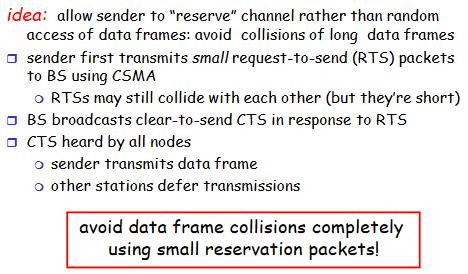 idea: allow sender to “reserve” channel rather than random
access of data frames: avoid collisions of long data frames
sender first transmits small request-to-send (RTS) packets
to BS using CSMA
RTSs may still collide with each other (but they’re short)
BS broadcasts clear-to-send CTS in response to RTS
CTS heard by all nodes
sender transmits data frame
other stations defer transmissions
avoid data frame collisions completely
using small reservation packets!